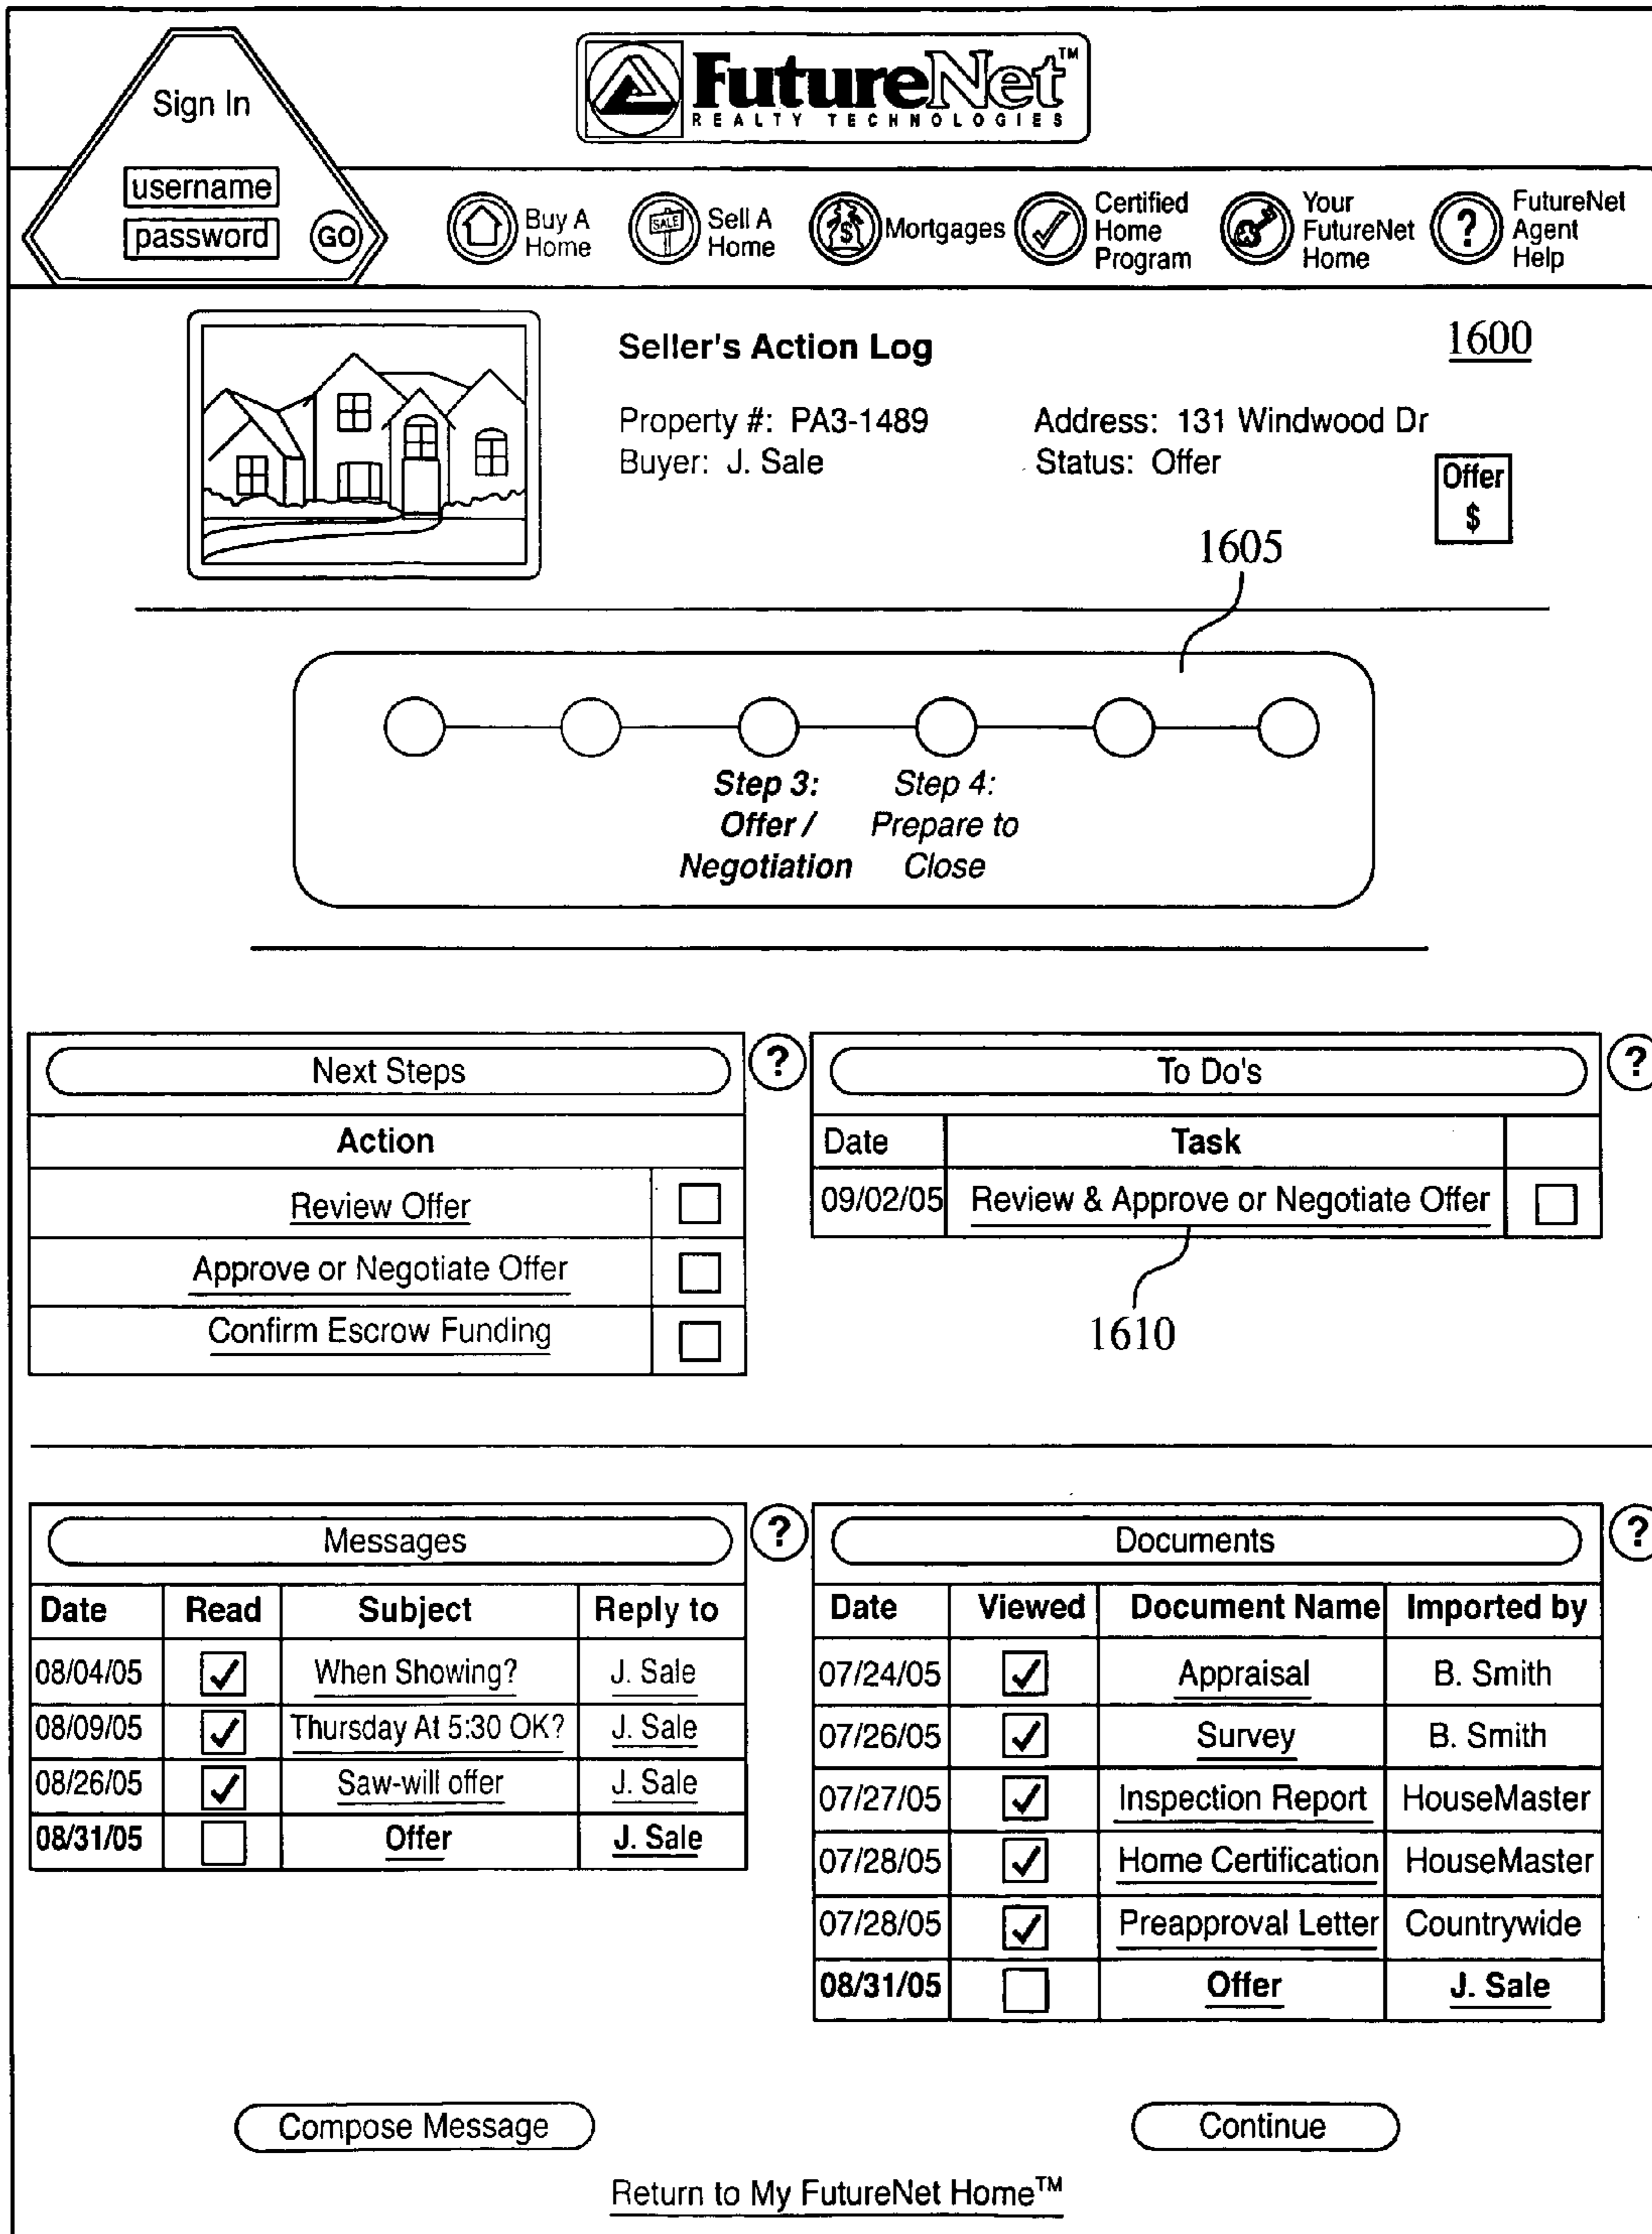 Sign In
username
password
GO
FutureNet™
REALTY TECHNOLOGIES
Buy A
Home
SALE
Sell A
Home
$
Mortgages
Certified
Home
Program
Your
FutureNet
Home
?
FutureNet
Agent
Help
Seller's Action Log
1600
Property #: PA3-1489
Address: 131 Windwood Dr
Buyer: J. Sale
Status: Offer
Offer
$
1605
Step 3:
Offer /
Negotiation
Step 4:
Prepare to
Close
Next Steps
?
Action
Review Offer
Approve or Negotiate Offer
Confirm Escrow Funding
To Do's
?
Date Task
09/02/05 Review & Approve or Negotiate Offer
1610
Messages
?
Date Read Subject Reply to
08/04/05 When Showing? J. Sale
08/09/05 Thursday At 5:30 OK? J. Sale
08/26/05 Saw-will offer J. Sale
08/31/05 Offer J. Sale
Documents
?
Date Viewed Document Name Imported by
07/24/05 Appraisal B. Smith
07/26/05 Survey B. Smith
07/27/05 Inspection Report HouseMaster
07/28/05 Home Certification HouseMaster
07/28/05 Preapproval Letter Countrywide
08/31/05 Offer J. Sale
Compose Message
Continue
Return to My FutureNet Home™